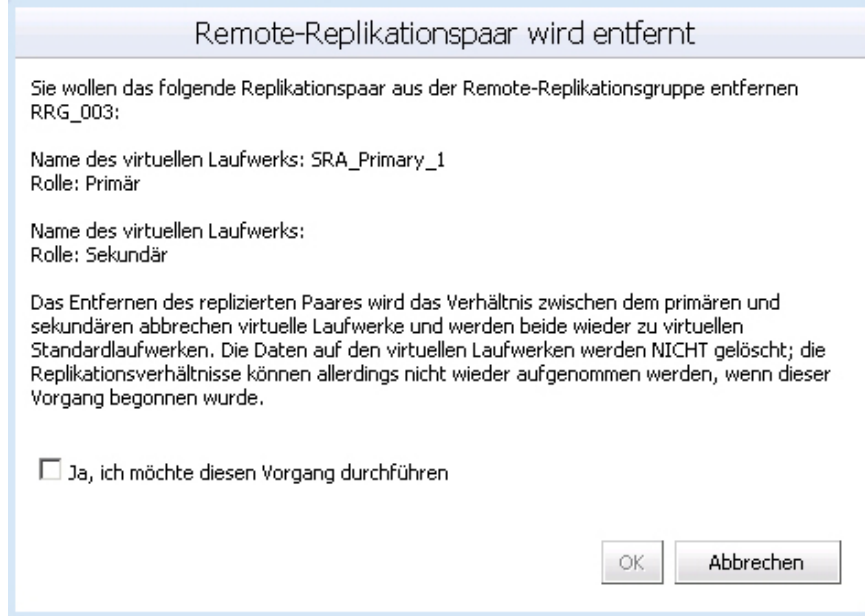 Remote-Replikationspaar wird entfernt
Sie wollen das folgende Replikationspaar aus der Remote-Replikationsgruppe entfernen
RRG_003:
Name des virtuellen Laufwerks: SRA_Primary_1
Rolle: Primär
Name des virtuellen Laufwerks:
Rolle: Sekundär
Das Entfernen des replizierten Paares wird das Verhältnis zwischen dem primären und
sekundären abbrechen virtuelle Laufwerke und werden beide wieder zu virtuellen
Standardlaufwerken. Die Daten auf den virtuellen Laufwerken werden NICHT gelöscht; die
Replikationsverhältnisse können allerdings nicht wieder aufgenommen werden, wenn dieser
Vorgang begonnen wurde.
Ja, ich möchte diesen Vorgang durchführen
OK Abbrechen